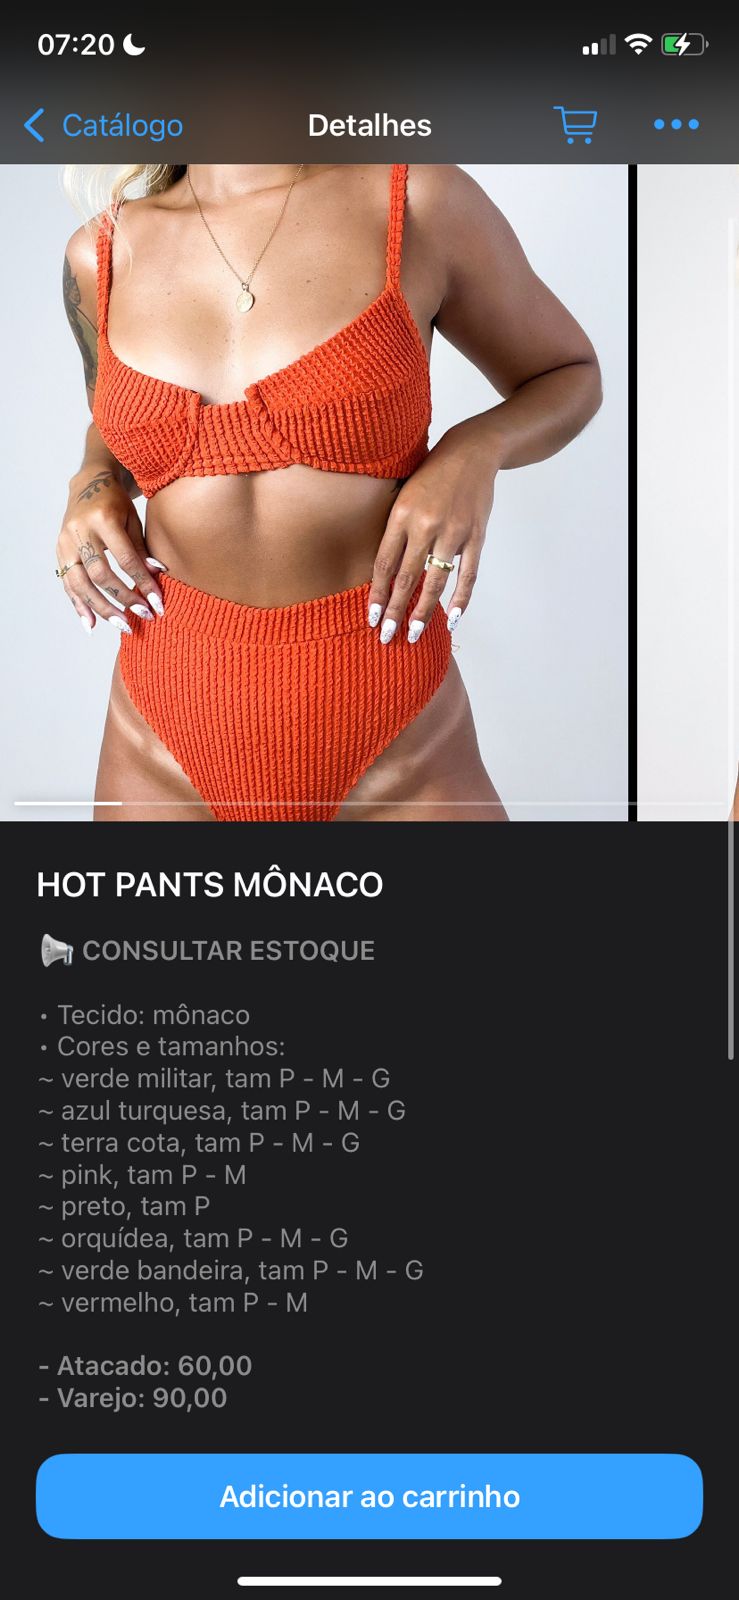 07:20
Catálogo
Detalhes
HOT PANTS MÔNACO
CONSULTAR ESTOQUE
• Tecido: mônaco
• Cores e tamanhos:
~ verde militar, tam P - M - G
~ azul turquesa, tam P - M - G
~ terra cota, tam P - M - G
~ pink, tam P - M
~ preto, tam P
~ orquídea, tam P - M - G
~ verde bandeira, tam P - M - G
~ vermelho, tam P - M
- Atacado: 60,00
- Varejo: 90,00
Adicionar ao carrinho